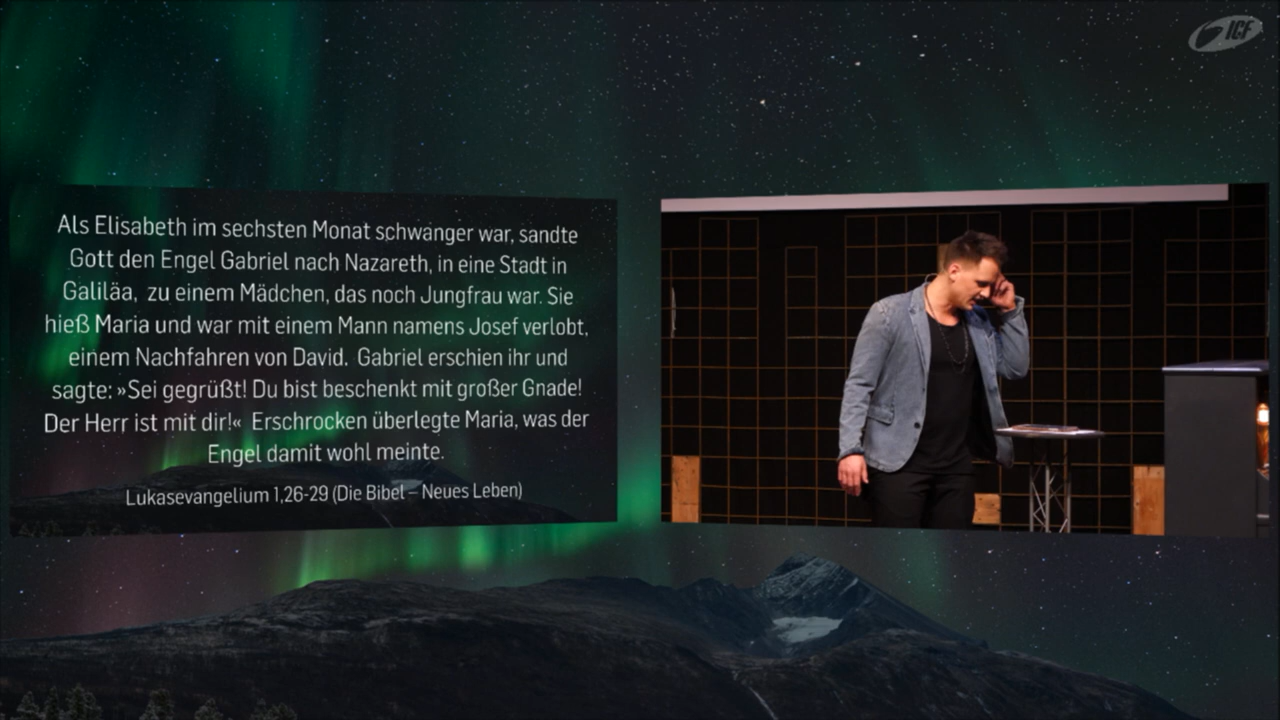 ICF
Als Elisabeth im sechsten Monat schwanger war, sandte
Gott den Engel Gabriel nach Nazareth, in eine Stadt in
Galiläa, zu einem Mädchen, das noch Jungfrau war. Sie
hieß Maria und war mit einem Mann namens Josef verlobt,
einem Nachfahren von David. Gabriel erschien ihr und
sagte: »Sei gegrüßt! Du bist beschenkt mit großer Gnade!
Der Herr ist mit dir!« Erschrocken überlegte Maria, was der
Engel damit wohl meinte.
Lukasevangelium 1,26-29 (Die Bibel – Neues Leben)